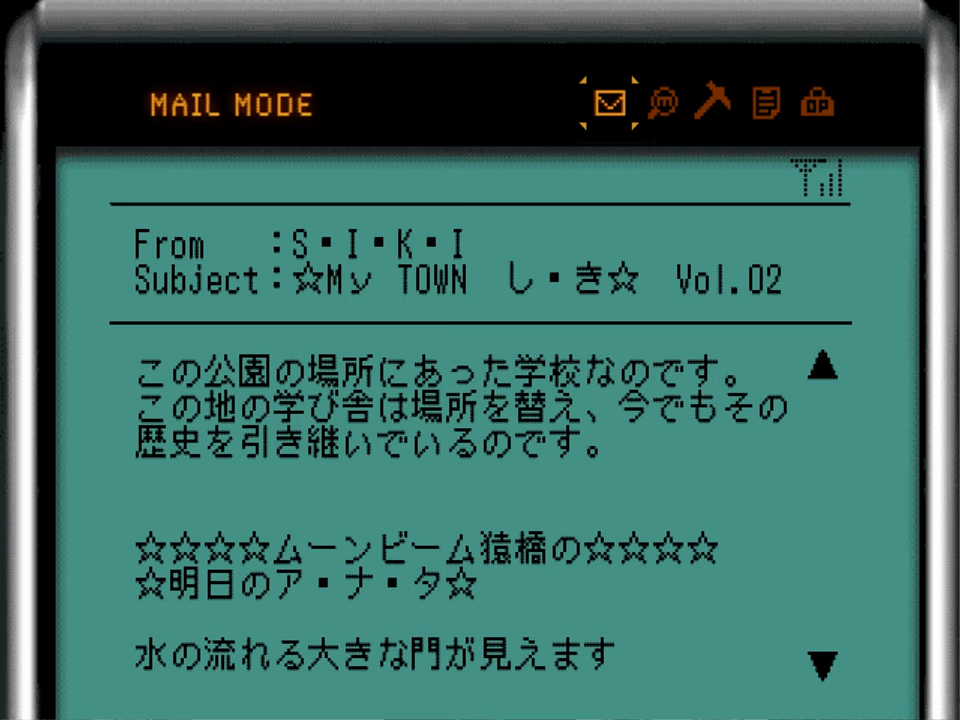 MAIL MODE
From :S・I・K・I
Subject:☆My TOWN し・き☆ Vol.02
この公園の場所にあった学校なのです。
この地の学び舎は場所を替え、今でもその
歴史を引き継いでいるのです。
☆☆☆☆ムーンビーム猿橋の☆☆☆☆
☆明日のア・ナ・タ☆
水の流れる大きな門が見えます